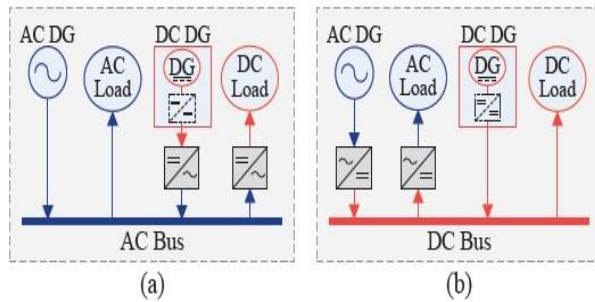 AC DG
AC
Load
DC DG
DG
DC
Load
AC Bus
(a)
AC DG
AC
Load
DC DG
DG
DC
Load
DC Bus
(b)